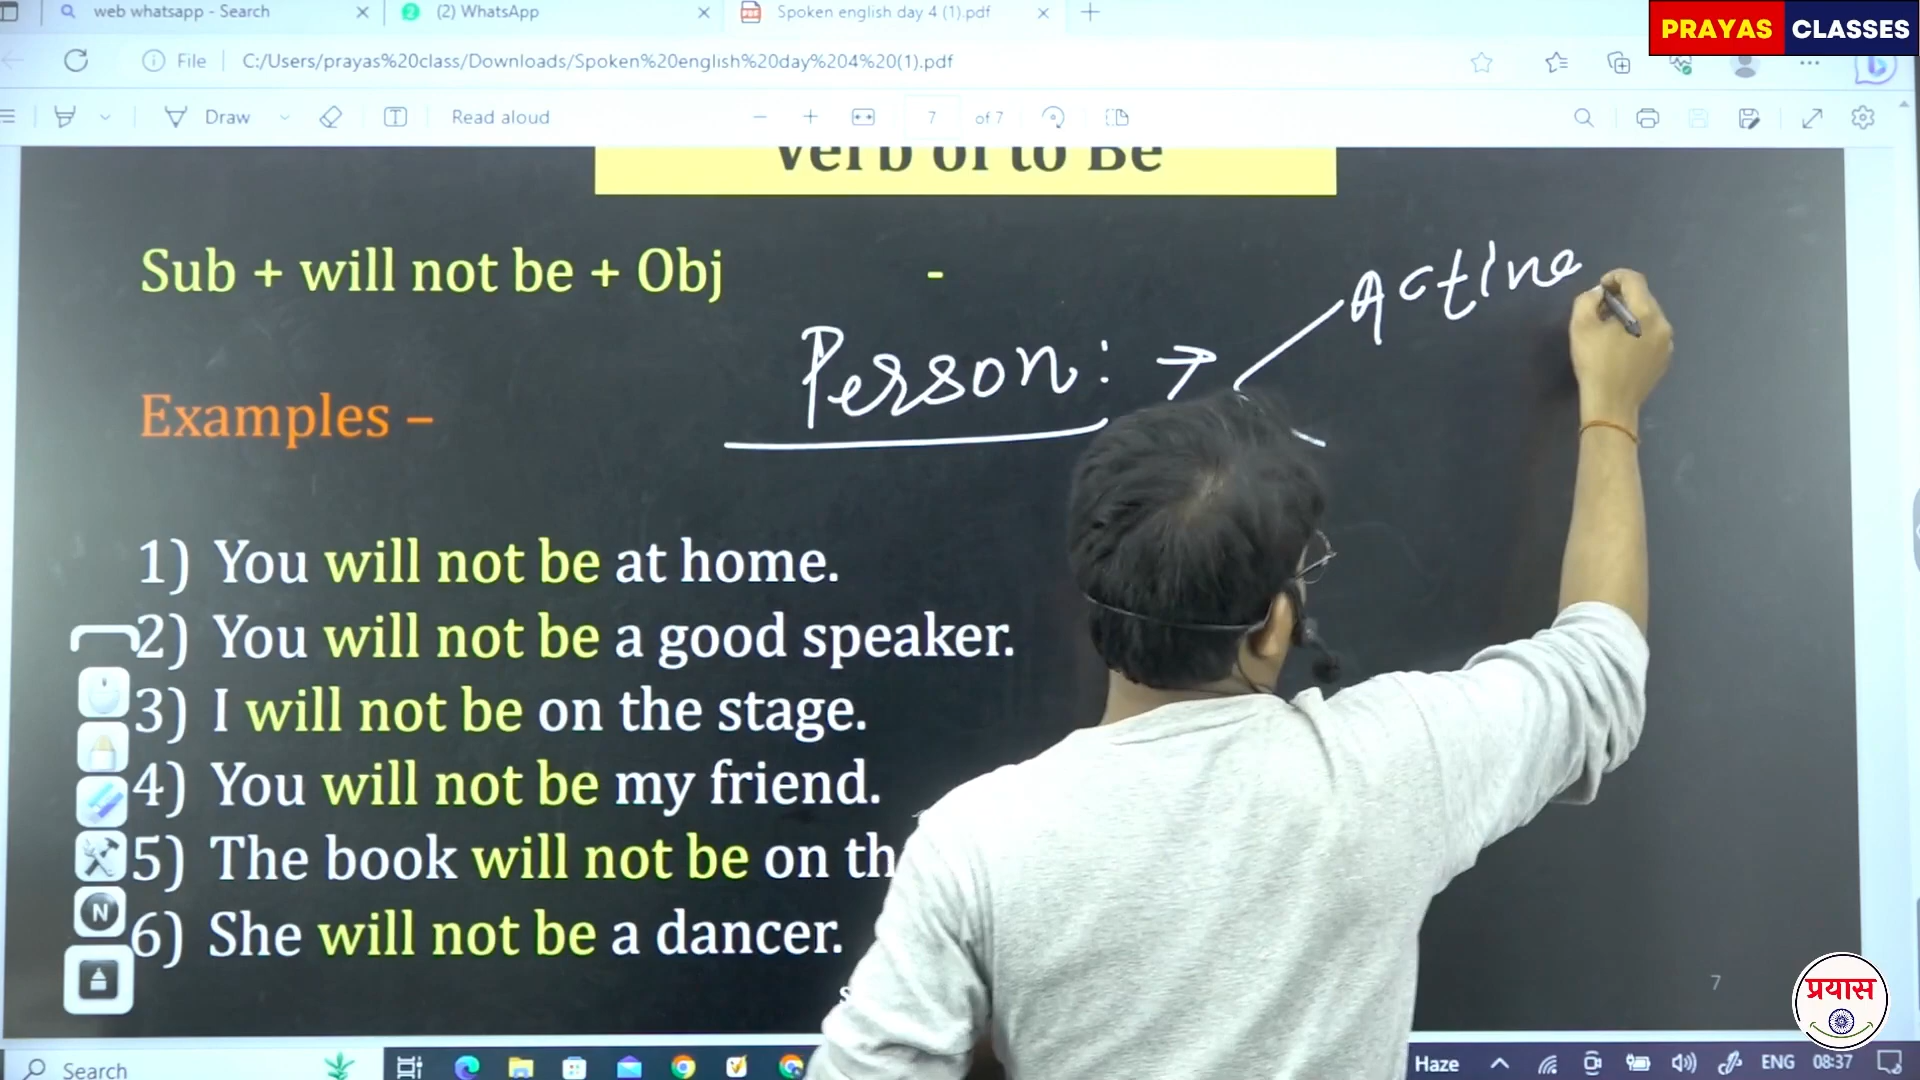 web whatsapp - Search
(2) WhatsApp
Spoken english day 4 (1).pdf
PRAYAS CLASSES
File
C:/Users/prayas%20class/Downloads/Spoken%20english%20day%204%20(1).pdf
Draw
Read aloud
7 of 7
Verb of to Be
Sub + will not be + Obj -
Active
Person: →
Examples –
1) You will not be at home.
2) You will not be a good speaker.
3) I will not be on the stage.
4) You will not be my friend.
5) The book will not be on th
6) She will not be a dancer.
7
प्रयास
Search
Haze
ENG
08:37